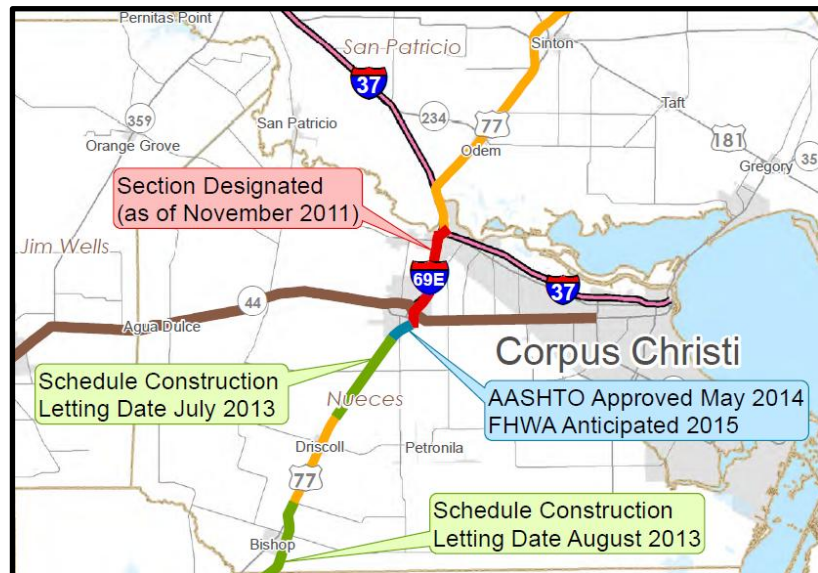 Pernitas Point
San Patricio
Sinton
37
359
234
77
Taft
San Patricio
Orange Grove
Odem
181
Gregory
35
Section Designated
(as of November 2011)
Jim Wells
69E
37
44
Agua Dulce
Corpus Christi
Schedule Construction
Letting Date July 2013
Nueces
AASHTO Approved May 2014
FHWA Anticipated 2015
Driscoll
Petronila
77
Schedule Construction
Letting Date August 2013
Bishop